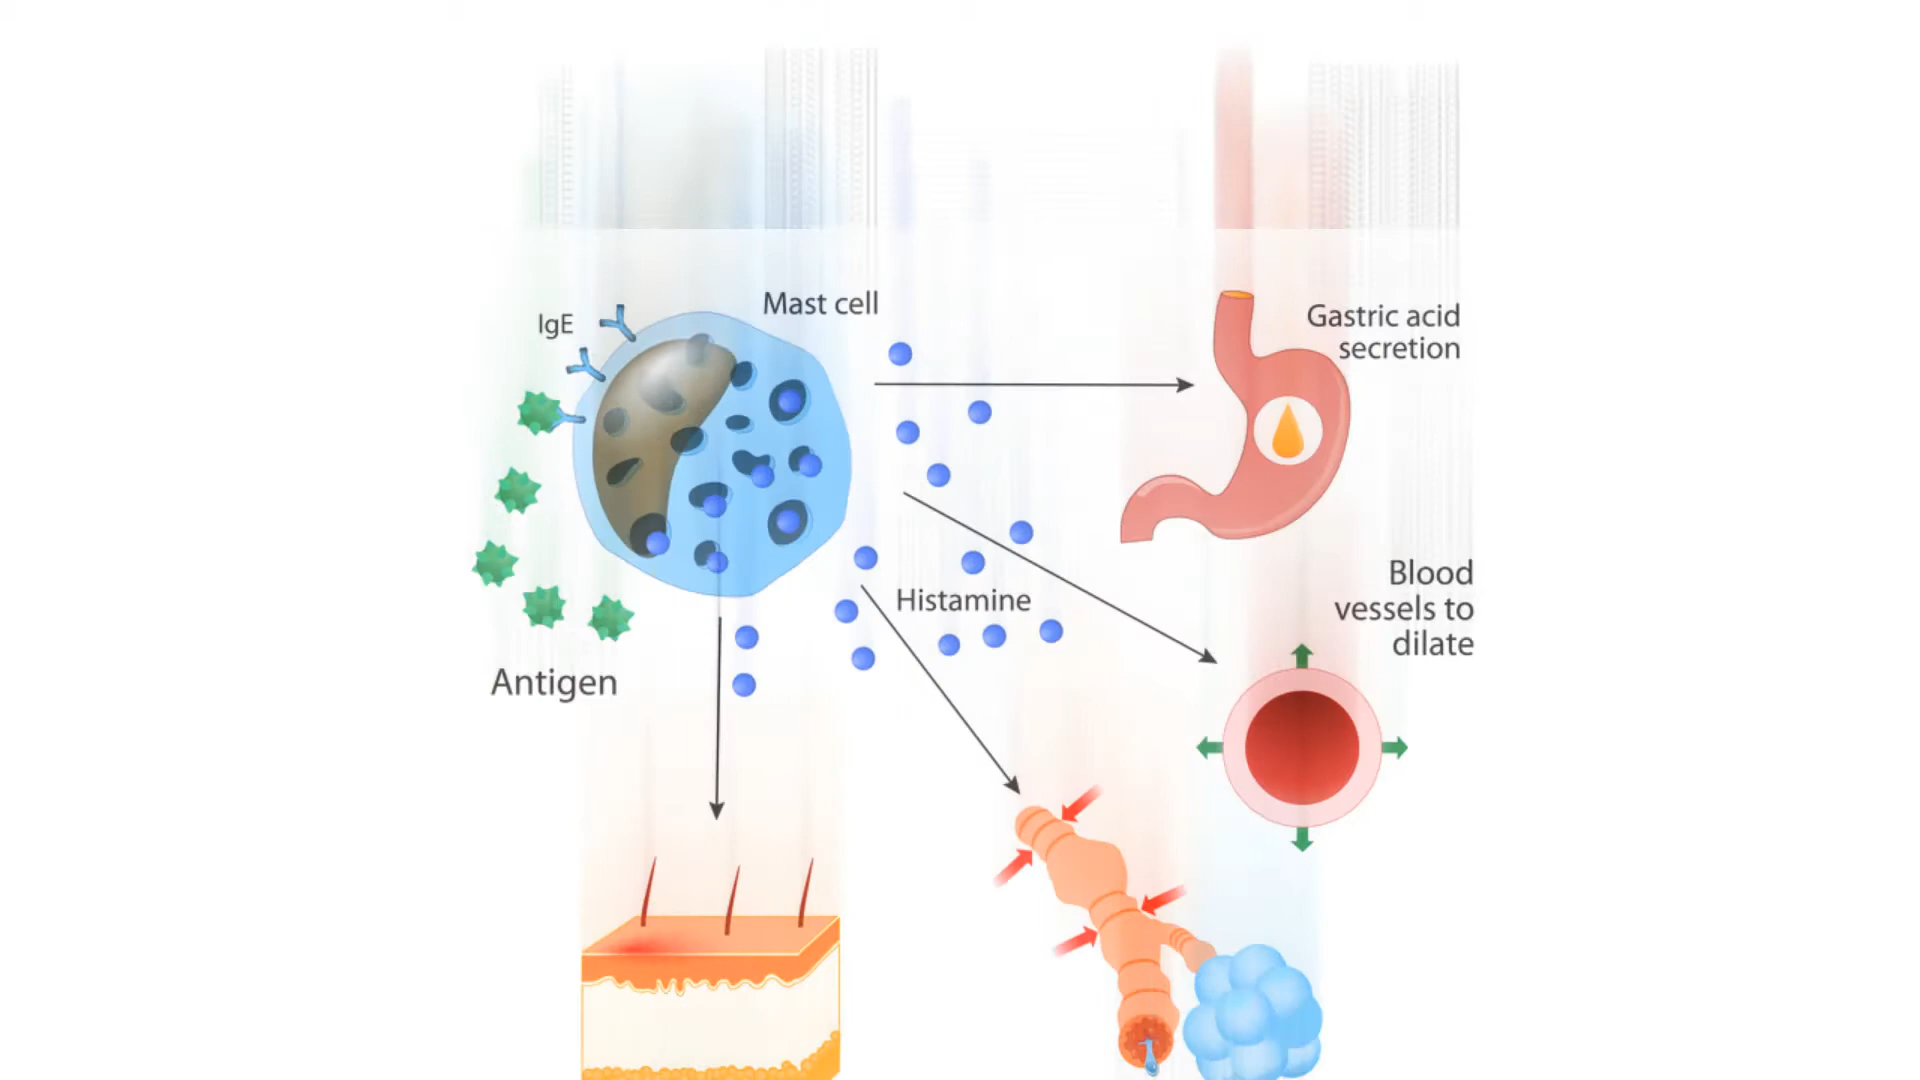 Mast cell
IgE
Gastric acid
secretion
Blood
vessels to
dilate
Histamine
Antigen